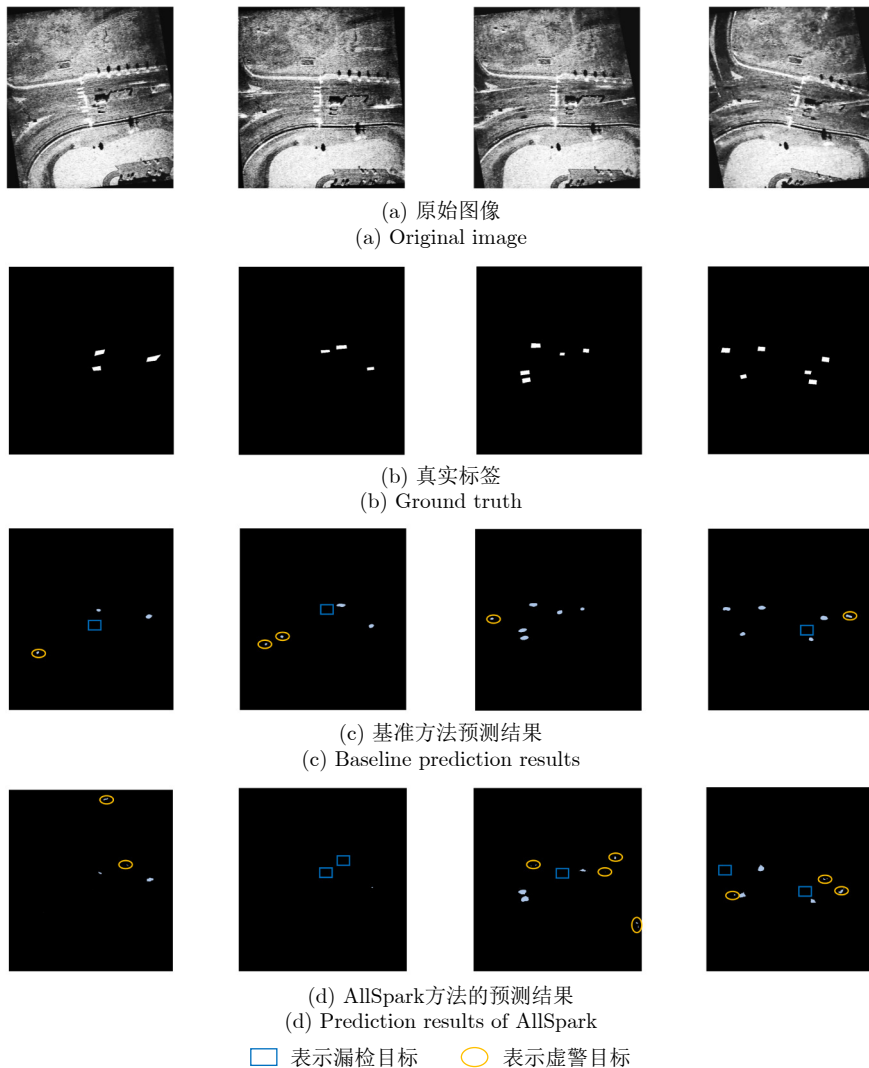 (a) 原始图像
(a) Original image
(b) 真实标签
(b) Ground truth
(c) 基准方法预测结果
(c) Baseline prediction results
(d) AllSpark方法的预测结果
(d) Prediction results of AllSpark
表示漏检目标 表示虚警目标